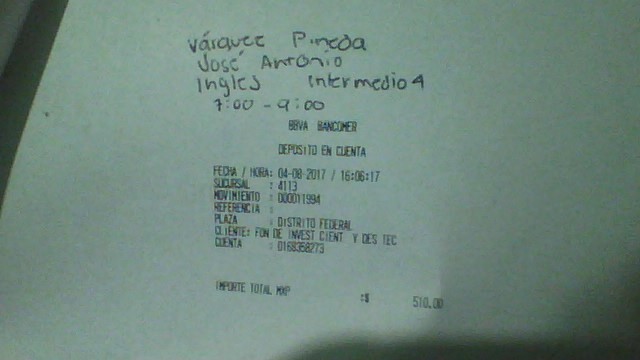 Várquez Pineda
José Antonio
Ingles intermedio 4
7:00 - 9:00
BBVA BANCOMER
DEPOSITO EN CUENTA
FECHA / HORA: 04-08-2017 / 16:06:17
SUCURSAL : 4113
MOVIMIENTO : 000011994
REFERENCIA :
PLAZA : DISTRITO FEDERAL
CLIENTE: FON DE INVEST CIENT Y DES TEC
CUENTA : 0168358273
IMPORTE TOTAL MXP :$ 510.00